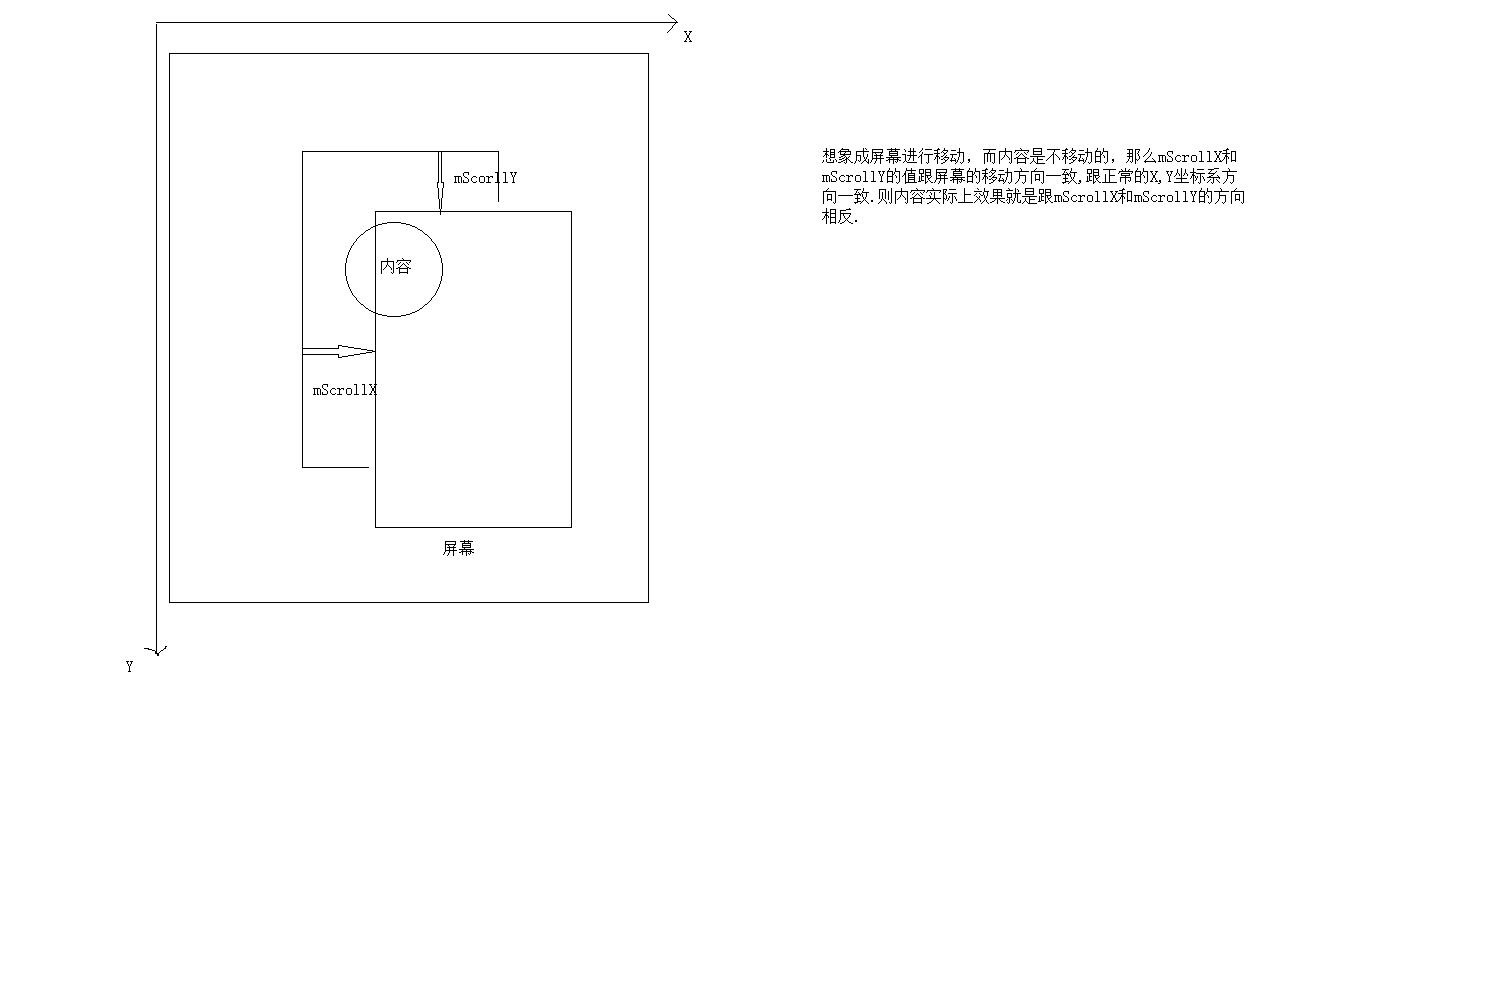 X
想象成屏幕进行移动，而内容是不移动的，那么mScrollX和
mScrollY的值跟屏幕的移动方向一致,跟正常的X,Y坐标系方
向一致.则内容实际上效果就是跟mScrollX和mScrollY的方向
相反.
mScorllY
内容
mScrollX
屏幕
Y